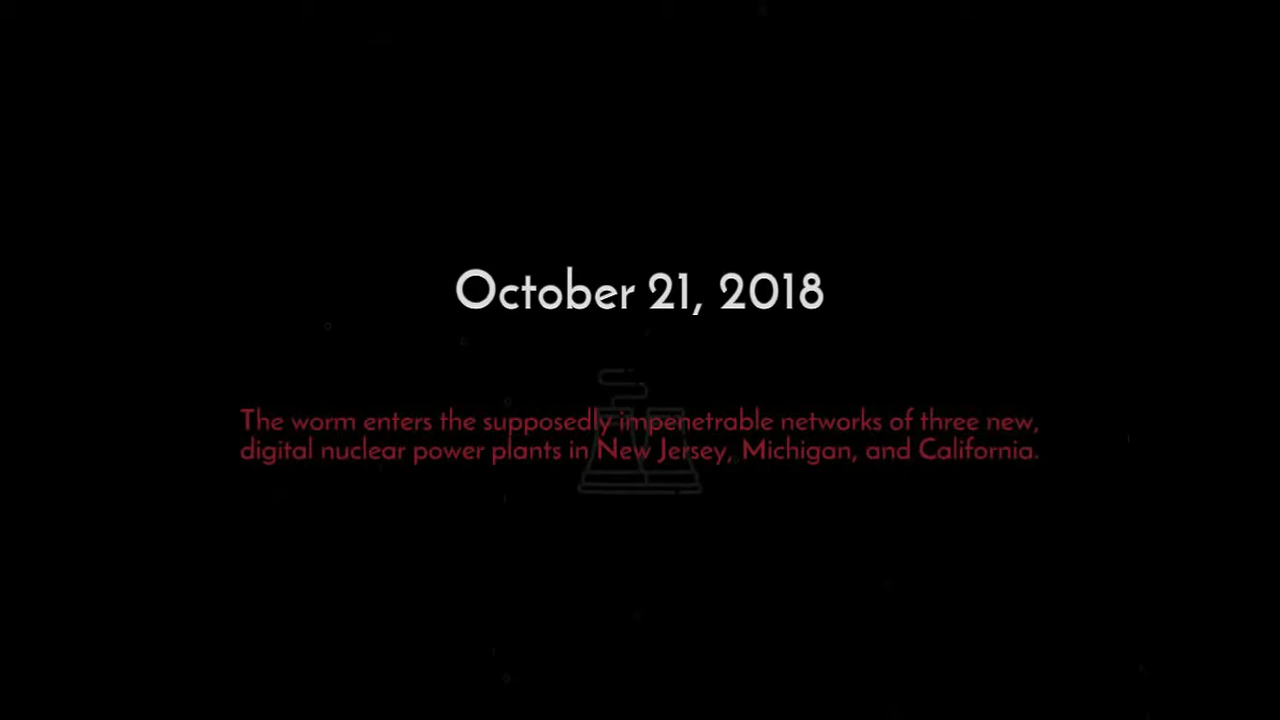 October 21, 2018
The worm enters the supposedly impenetrable networks of three new,
digital nuclear power plants in New Jersey, Michigan, and California.